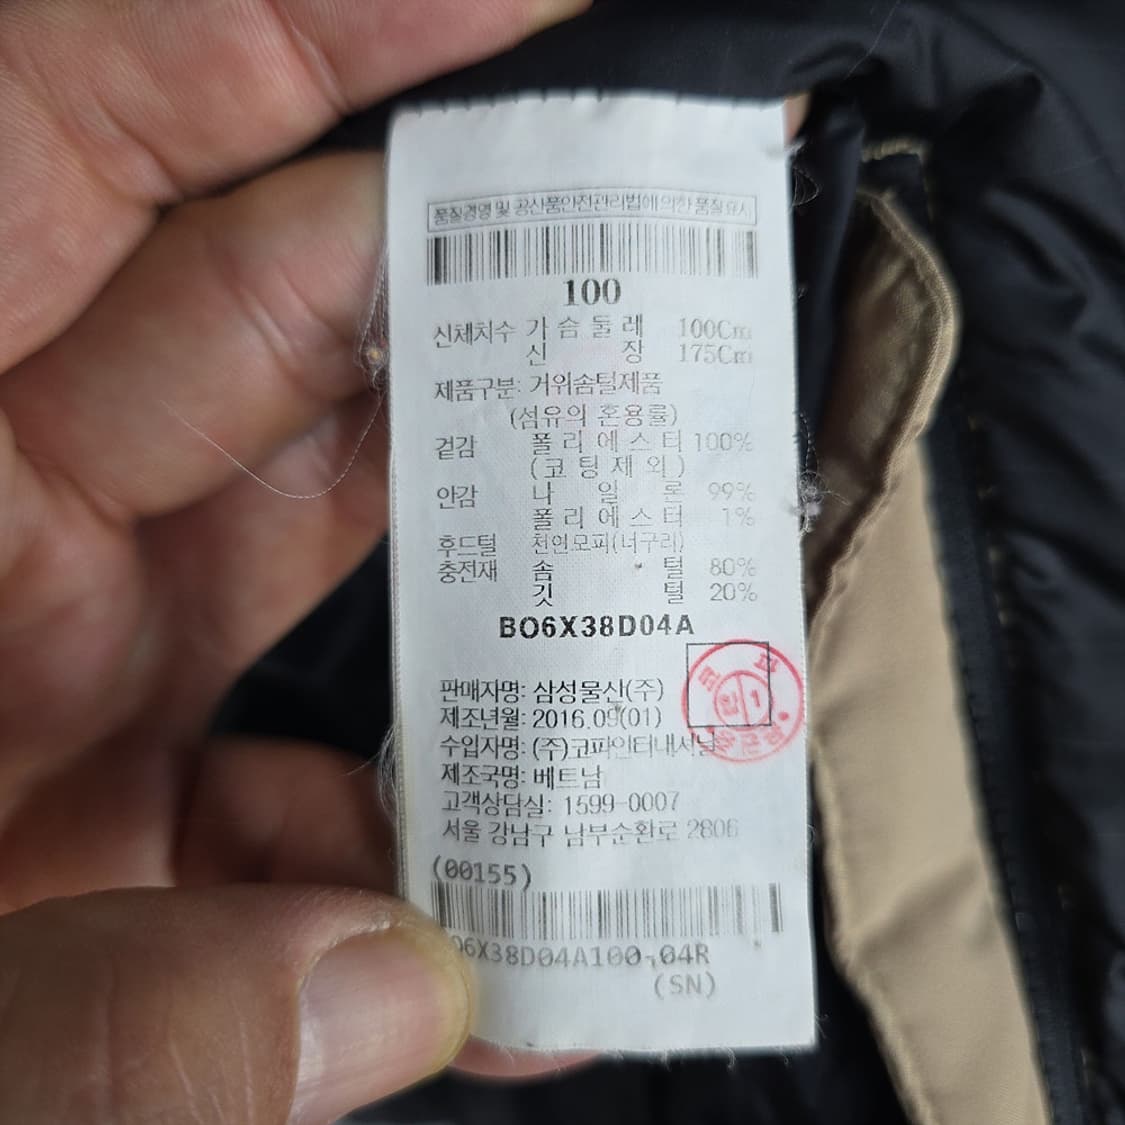 품질경영 및 공산품안전관리법에 의한 품질표시
100
신체치수 가슴둘레 100Cm
신장 175Cm
제품구분: 거위솜털제품
(섬유의 혼용률)
겉감 폴리에스터 100%
(코팅제외)
안감 나일론 99%
폴리에스터 1%
후드털 천연모피(너구리)
충전재 솜털 80%
깃털 20%
BO6X38D04A
판매자명: 삼성물산(주)
제조년월: 2016.09(01)
수입자명: (주)코파인터내셔널
제조국명: 베트남
고객상담실: 1599-0007
서울 강남구 남부순환로 2806
(00155)
06X38D04A100-04R
(SN)